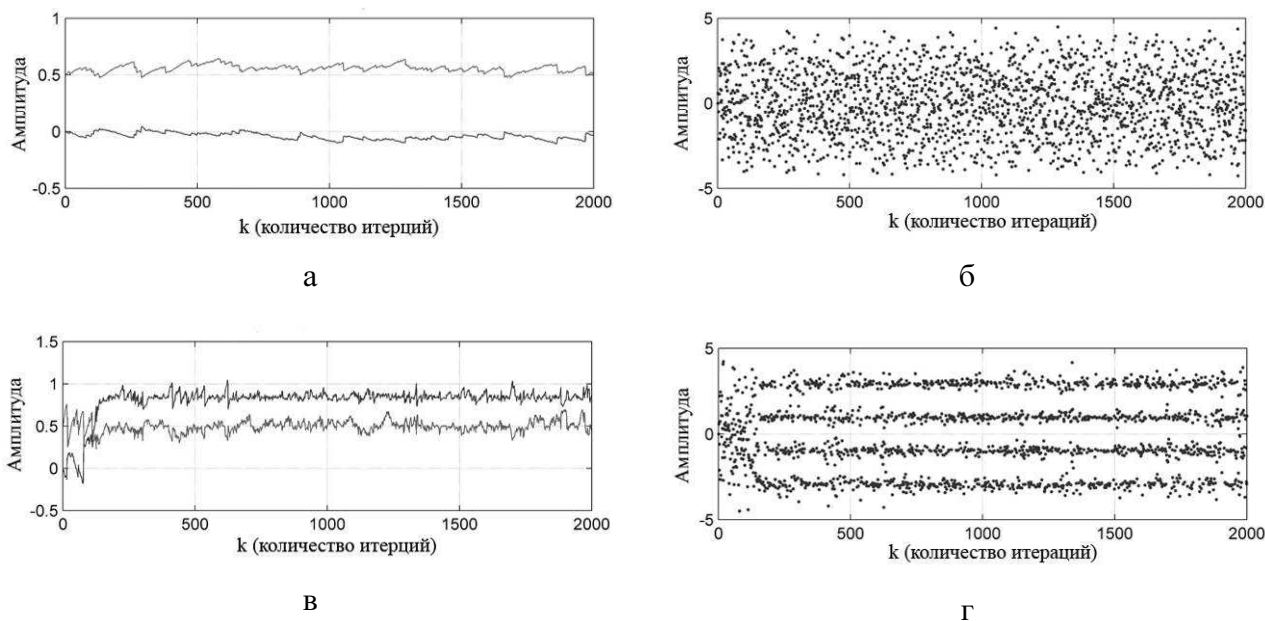 1
0.5
0
-0.5
Амплитуда
0 500 1000 1500 2000
k (количество итерций)
а
5
0
-5
Амплитуда
0 500 1000 1500 2000
k (количество итераций)
б
1.5
1
0.5
0
-0.5
Амплитуда
0 500 1000 1500 2000
k (количество итерций)
в
5
0
-5
Амплитуда
0 500 1000 1500 2000
k (количество итераций)
г